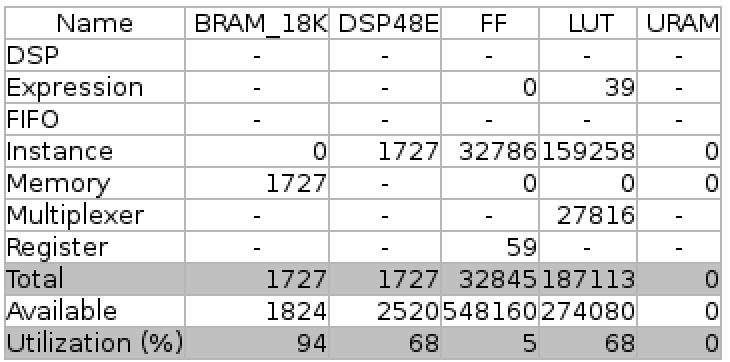 Name BRAM_18K DSP48E FF LUT URAM
DSP - - - - -
Expression - - 0 39 -
FIFO - - - - -
Instance 0 1727 32786 159258 0
Memory 1727 - 0 0 0
Multiplexer - - - 27816 -
Register - - 59 - -
Total 1727 1727 32845 187113 0
Available 1824 2520 548160 274080 0
Utilization (%) 94 68 5 68 0